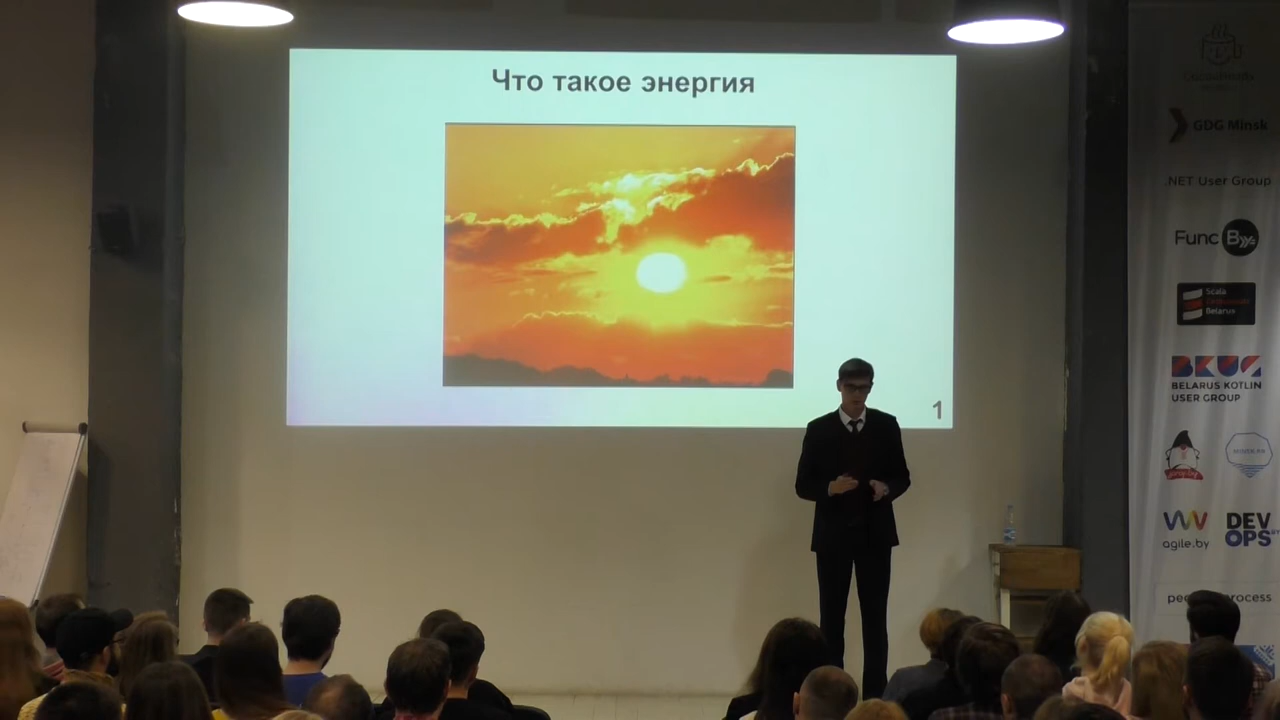 Что такое энергия
1
GDG Minsk
.NET User Group
Func By
Scala
Belarus
BKUG
BELARUS KOTLIN
USER GROUP
agile.by
DEV
OPS